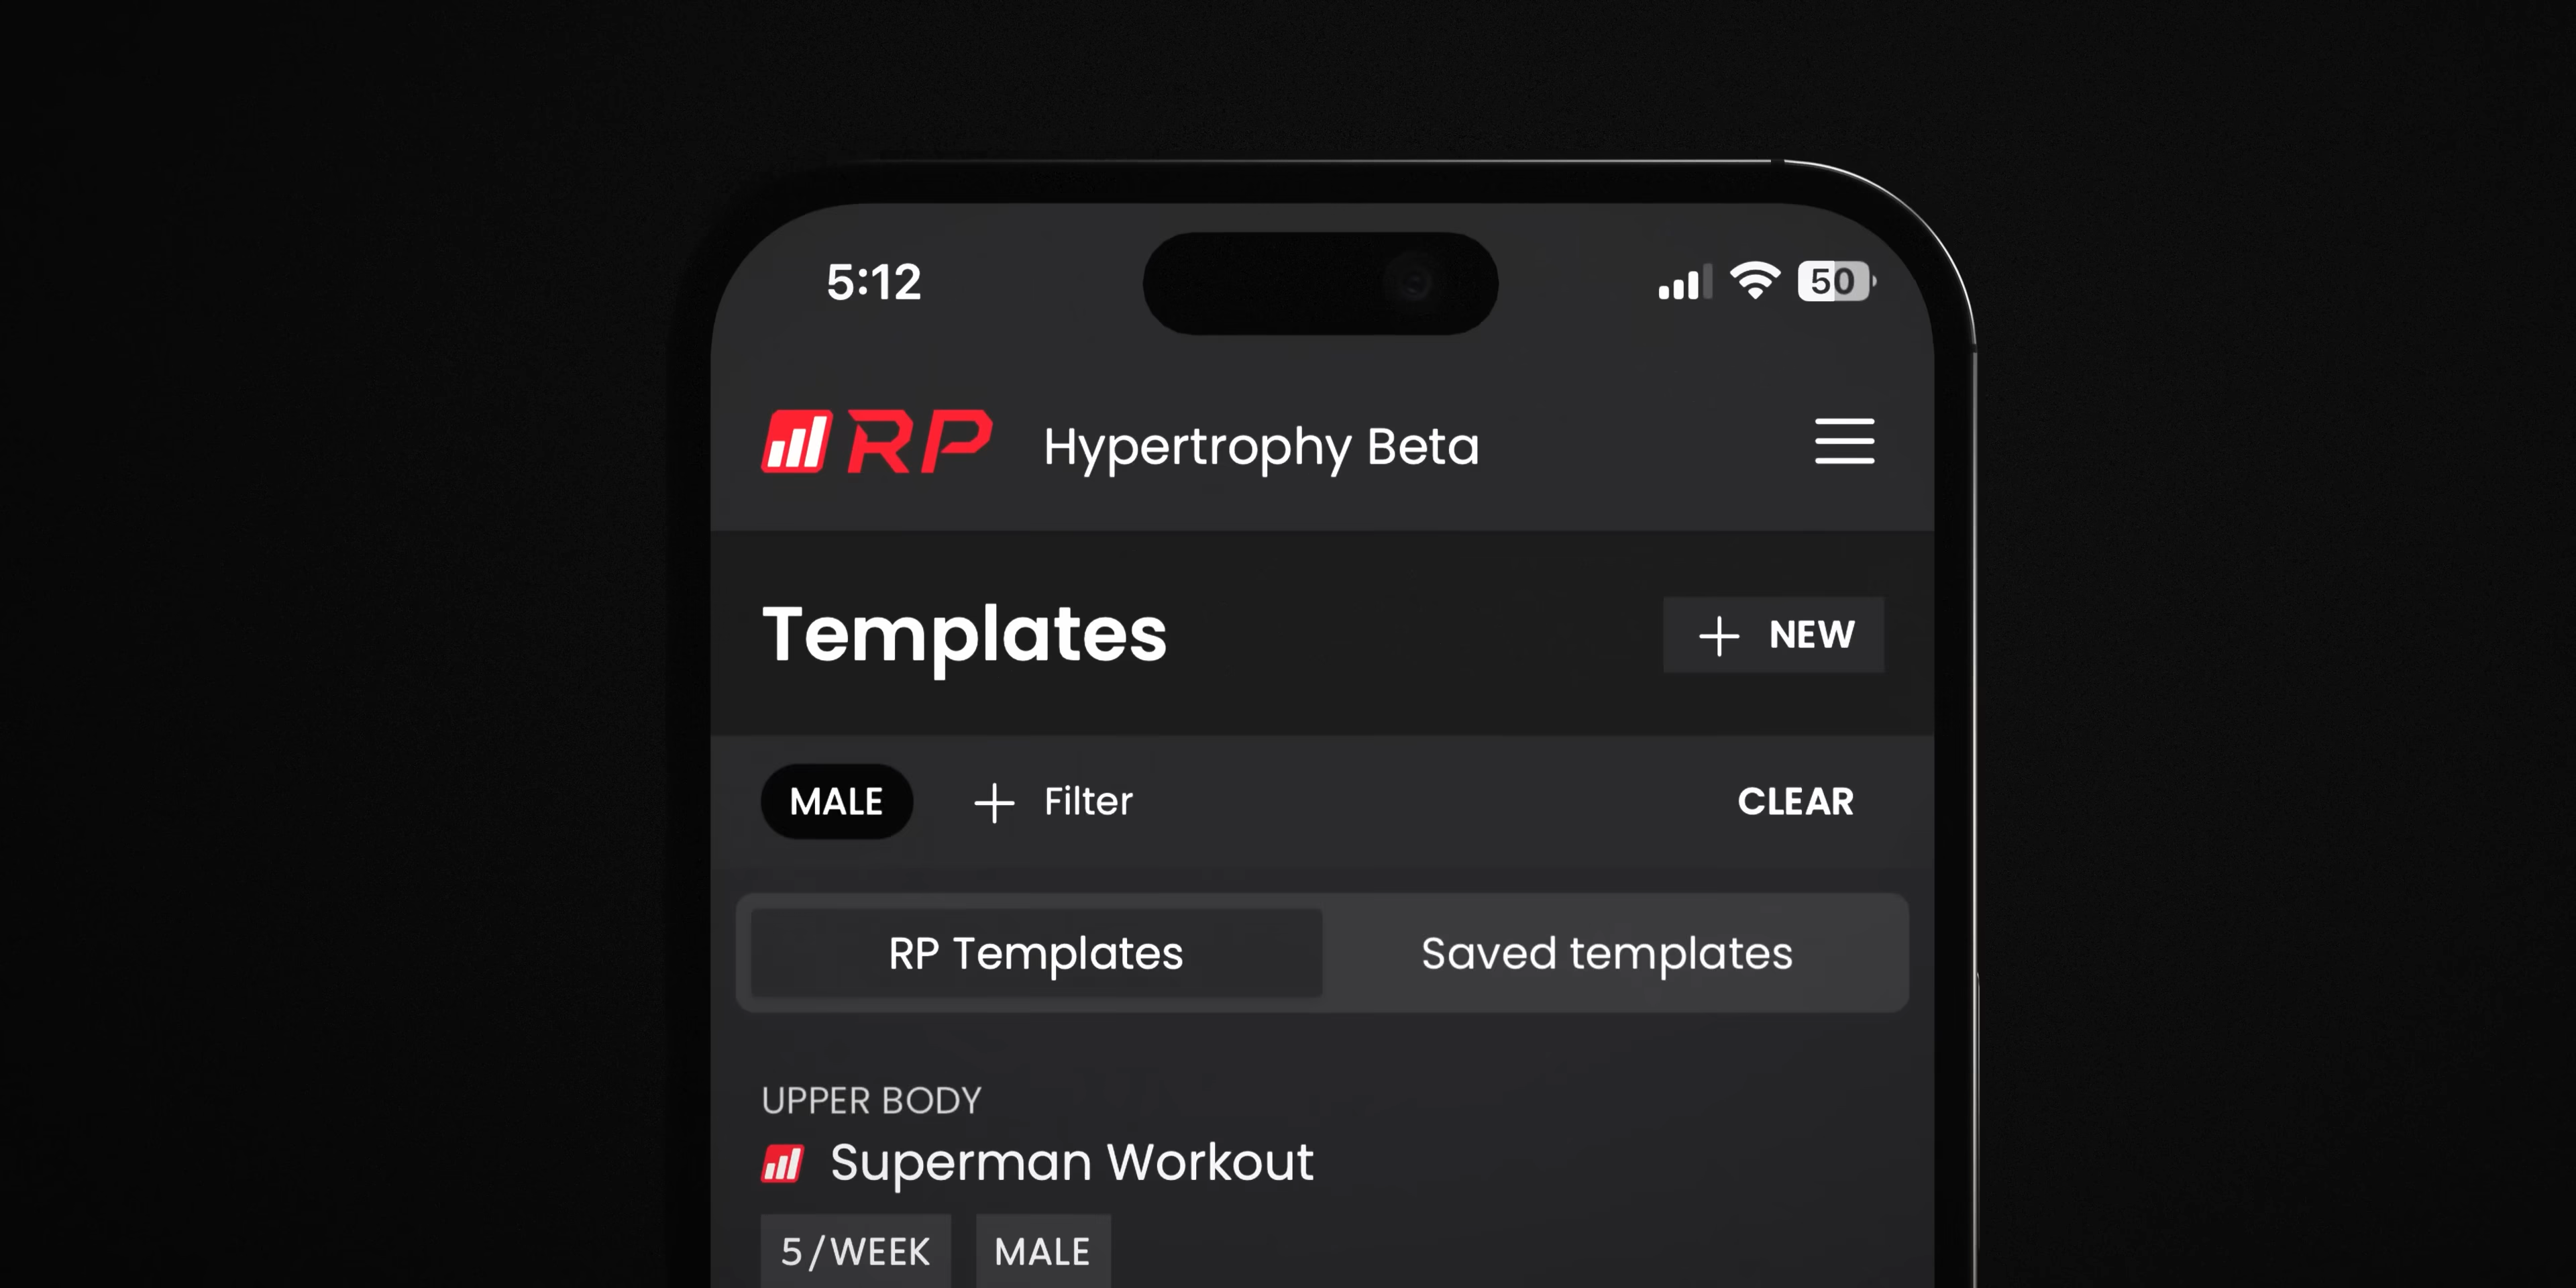 5:12 50
RP Hypertrophy Beta
Templates + NEW
MALE + Filter CLEAR
RP Templates Saved templates
UPPER BODY
Superman Workout
5/WEEK MALE